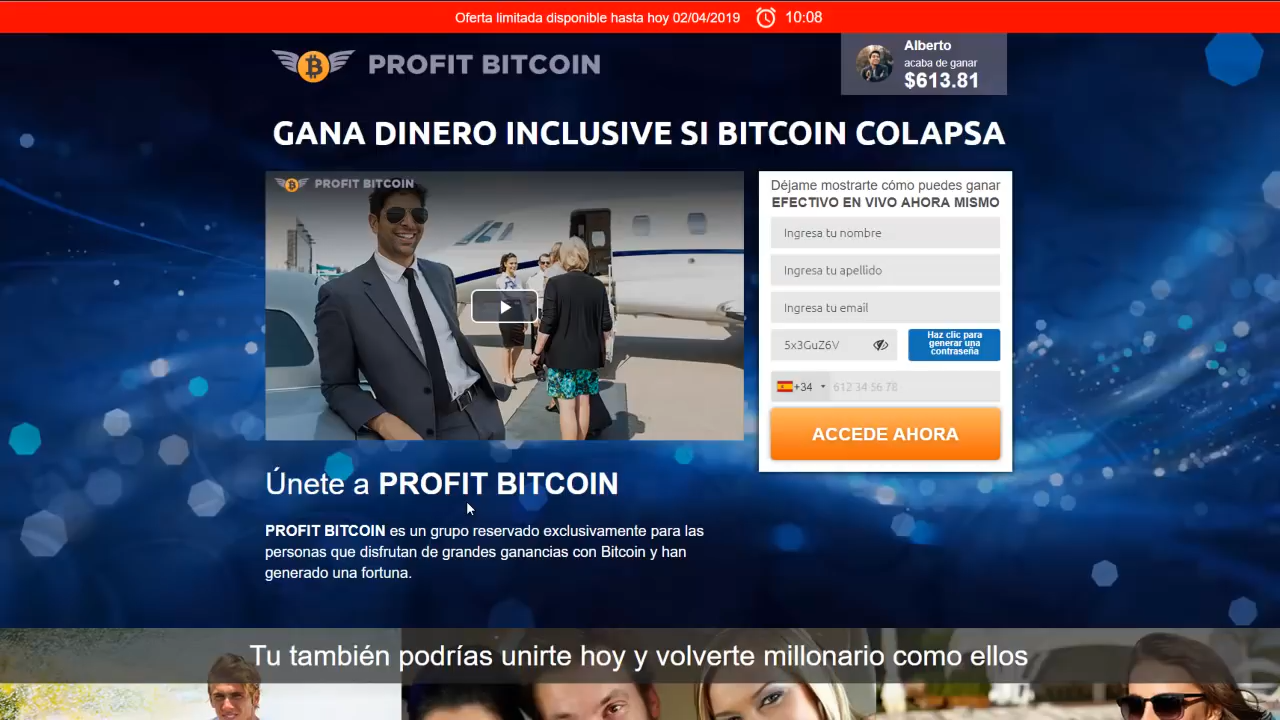 Oferta limitada disponible hasta hoy 02/04/2019 10:08
PROFIT BITCOIN
Alberto
acaba de ganar
$613.81
GANA DINERO INCLUSIVE SI BITCOIN COLAPSA
PROFIT BITCOIN
Déjame mostrarte cómo puedes ganar
EFECTIVO EN VIVO AHORA MISMO
Ingresa tu nombre
Ingresa tu apellido
Ingresa tu email
5x3GuZ6V
Haz clic para
generar una
contraseña
+34 612 34 56 78
ACCEDE AHORA
Únete a PROFIT BITCOIN
PROFIT BITCOIN es un grupo reservado exclusivamente para las
personas que disfrutan de grandes ganancias con Bitcoin y han
generado una fortuna.
Tu también podrías unirte hoy y volverte millonario como ellos